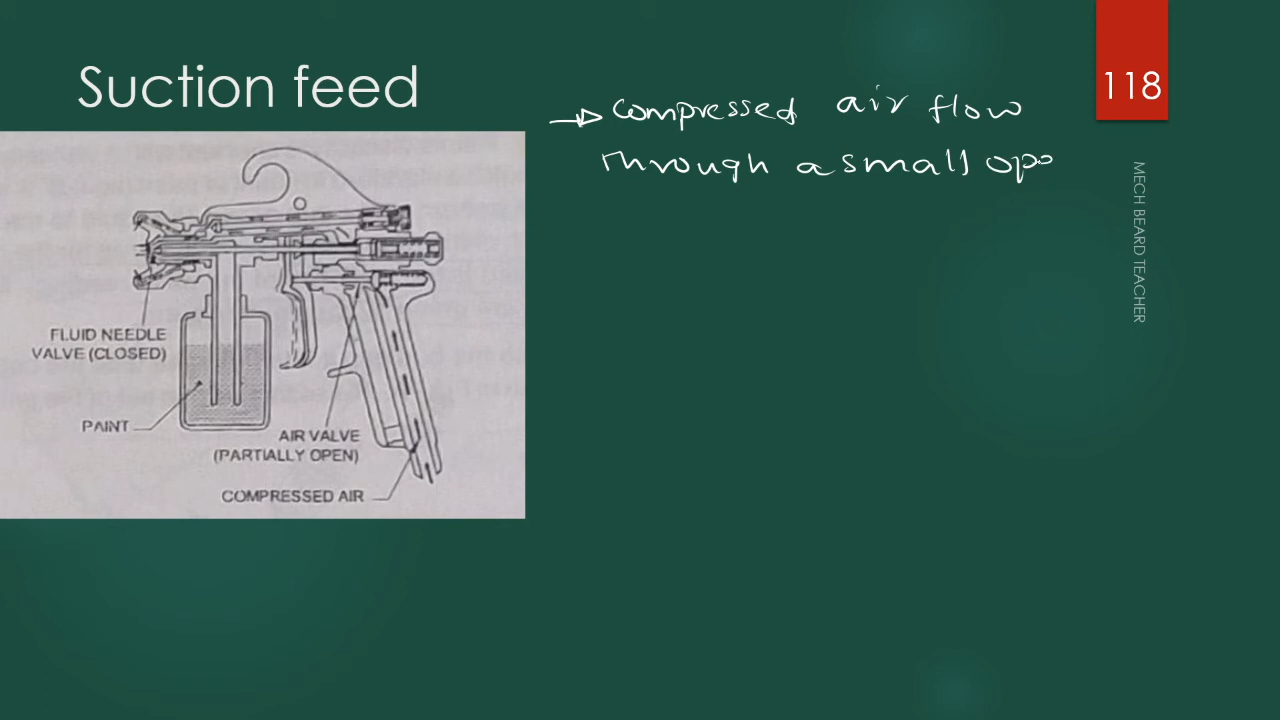 Suction feed
118
→ Compressed air flow
through a small ope
FLUID NEEDLE
VALVE (CLOSED)
PAINT
AIR VALVE
(PARTIALLY OPEN)
COMPRESSED AIR
MECH BEARD TEACHER